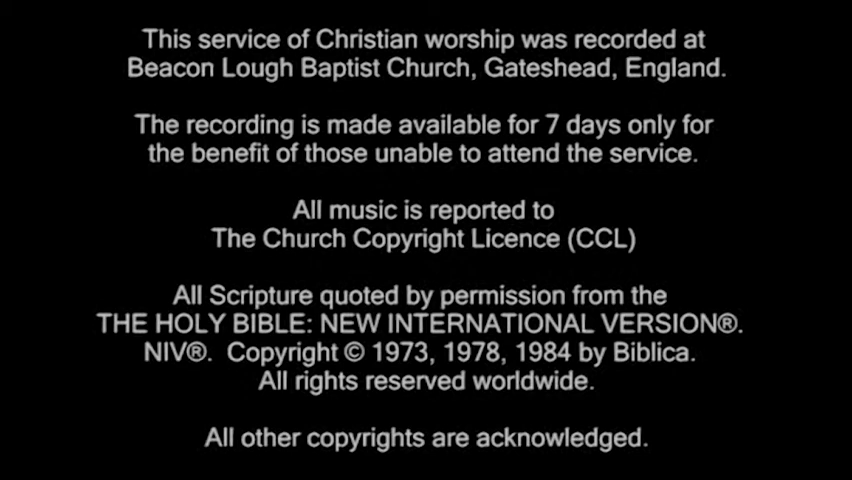 This service of Christian worship was recorded at
Beacon Lough Baptist Church, Gateshead, England.
The recording is made available for 7 days only for
the benefit of those unable to attend the service.
All music is reported to
The Church Copyright Licence (CCL)
All Scripture quoted by permission from the
THE HOLY BIBLE: NEW INTERNATIONAL VERSION®.
NIV®.  Copyright © 1973, 1978, 1984 by Biblica.
All rights reserved worldwide.
All other copyrights are acknowledged.